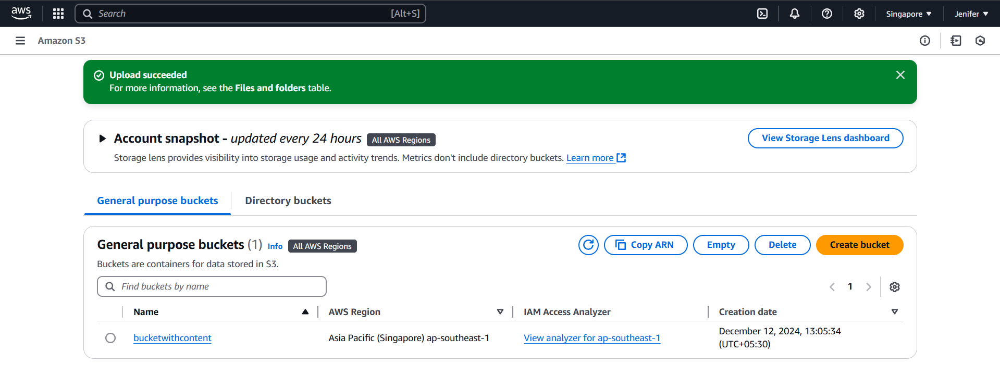 aws
Search [Alt+S]
Singapore
Jenifer
Amazon S3
Upload succeeded
For more information, see the Files and folders table.
Account snapshot - updated every 24 hours All AWS Regions
View Storage Lens dashboard
Storage lens provides visibility into storage usage and activity trends. Metrics don't include directory buckets. Learn more
General purpose buckets
Directory buckets
General purpose buckets (1) Info All AWS Regions
Copy ARN
Empty
Delete
Create bucket
Buckets are containers for data stored in S3.
Find buckets by name
1
Name
AWS Region
IAM Access Analyzer
Creation date
bucketwithcontent
Asia Pacific (Singapore) ap-southeast-1
View analyzer for ap-southeast-1
December 12, 2024, 13:05:34
(UTC+05:30)